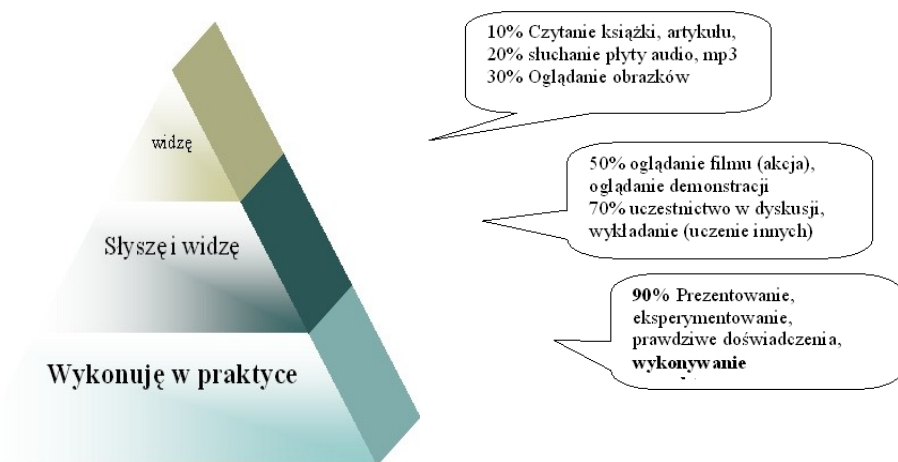 10% Czytanie książki, artykułu,
20% słuchanie płyty audio, mp3
30% Oglądanie obrazków
widzę
50% oglądanie filmu (akcja),
oglądanie demonstracji
70% uczestnictwo w dyskusji,
wykładanie (uczenie innych)
Słyszę i widzę
90% Prezentowanie,
eksperymentowanie,
prawdziwe doświadczenia,
wykonywanie
Wykonuję w praktyce